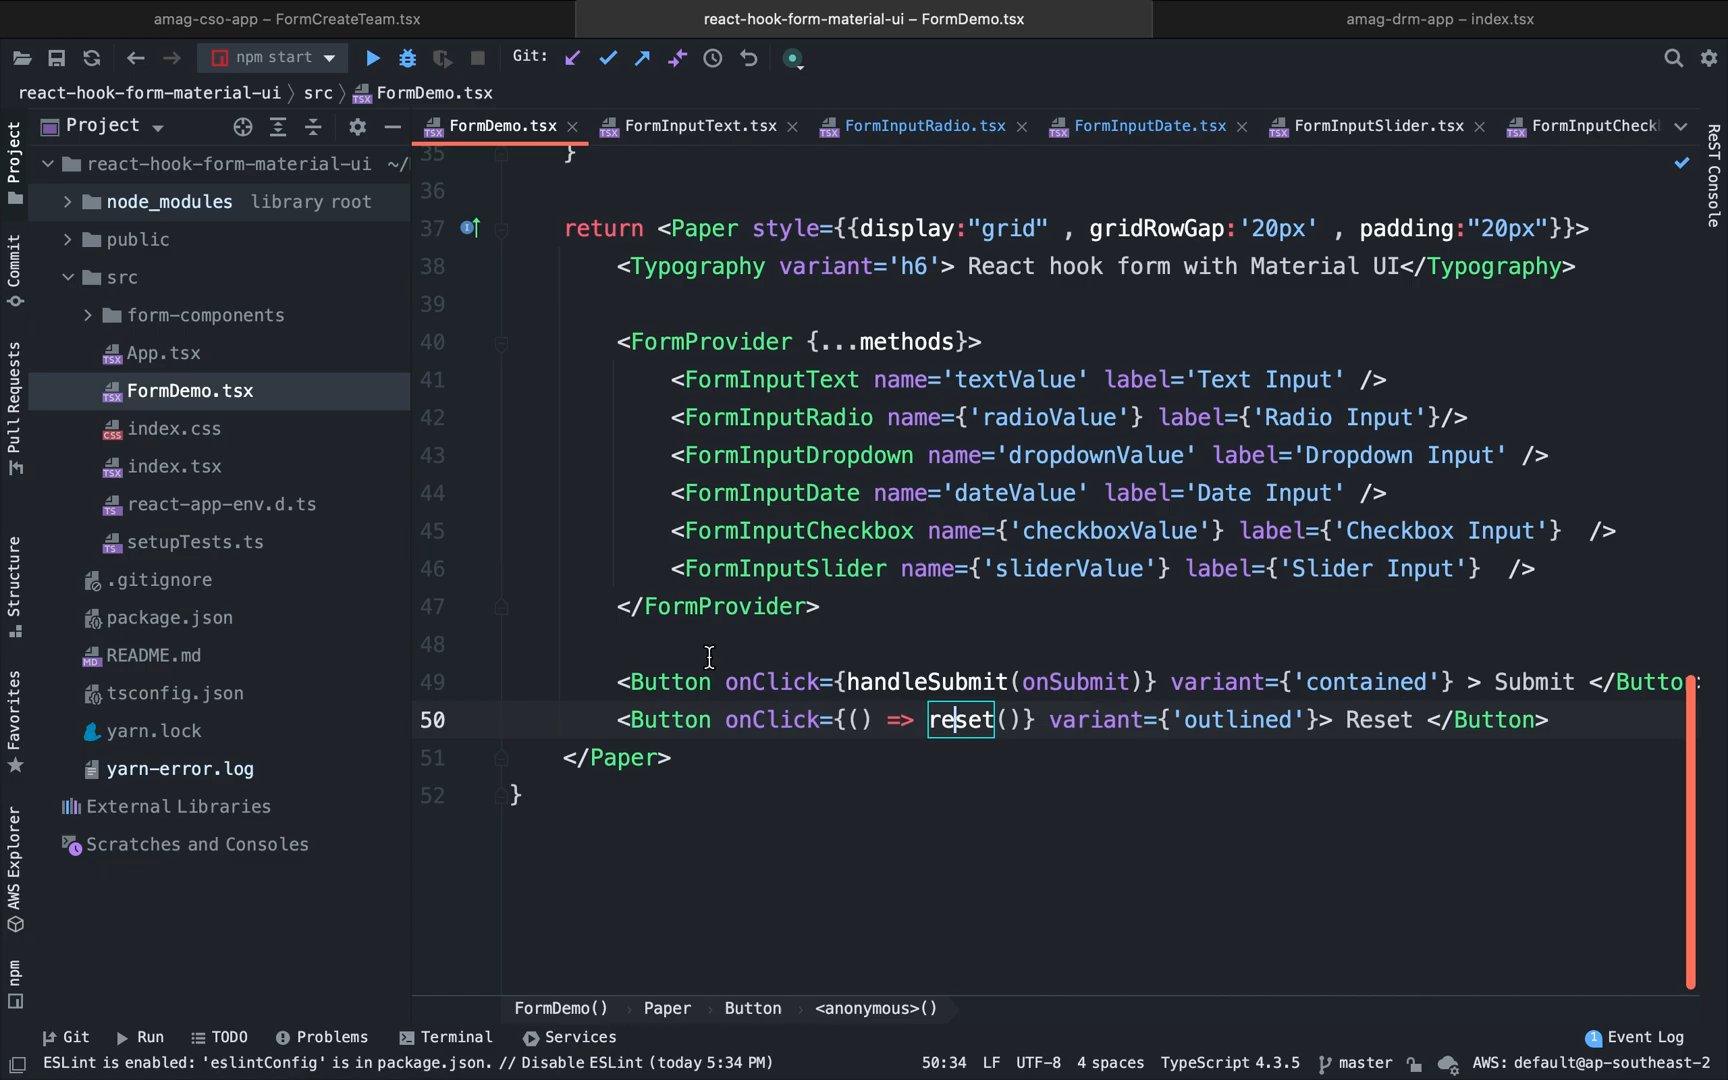 amag-cso-app – FormCreateTeam.tsx
react-hook-form-material-ui – FormDemo.tsx
amag-drm-app – index.tsx
npm start
Git:
react-hook-form-material-ui
src
FormDemo.tsx
Project
FormDemo.tsx
FormInputText.tsx
FormInputRadio.tsx
FormInputDate.tsx
FormInputSlider.tsx
FormInputCheckl
Project
Commit
Pull Requests
Structure
Favorites
AWS Explorer
npm
ReST Console
react-hook-form-material-ui ~/
node_modules library root
public
src
form-components
App.tsx
FormDemo.tsx
index.css
index.tsx
react-app-env.d.ts
setupTests.ts
.gitignore
package.json
README.md
tsconfig.json
yarn.lock
yarn-error.log
External Libraries
Scratches and Consoles
35 }
36
37 return <Paper style={{display:"grid" , gridRowGap:'20px' , padding:"20px"}}>
38 <Typography variant='h6'> React hook form with Material UI</Typography>
39
40 <FormProvider {...methods}>
41 <FormInputText name='textValue' label='Text Input' />
42 <FormInputRadio name={'radioValue'} label={'Radio Input'}/>
43 <FormInputDropdown name='dropdownValue' label='Dropdown Input' />
44 <FormInputDate name='dateValue' label='Date Input' />
45 <FormInputCheckbox name={'checkboxValue'} label={'Checkbox Input'} />
46 <FormInputSlider name={'sliderValue'} label={'Slider Input'} />
47 </FormProvider>
48
49 <Button onClick={handleSubmit(onSubmit)} variant={'contained'} > Submit </Butto
50 <Button onClick={() => reset()} variant={'outlined'}> Reset </Button>
51 </Paper>
52 }
FormDemo() Paper Button <anonymous>()
Git Run TODO Problems Terminal Services
1 Event Log
ESLint is enabled: 'eslintConfig' is in package.json. // Disable ESLint (today 5:34 PM)
50:34 LF UTF-8 4 spaces TypeScript 4.3.5 master AWS: default@ap-southeast-2